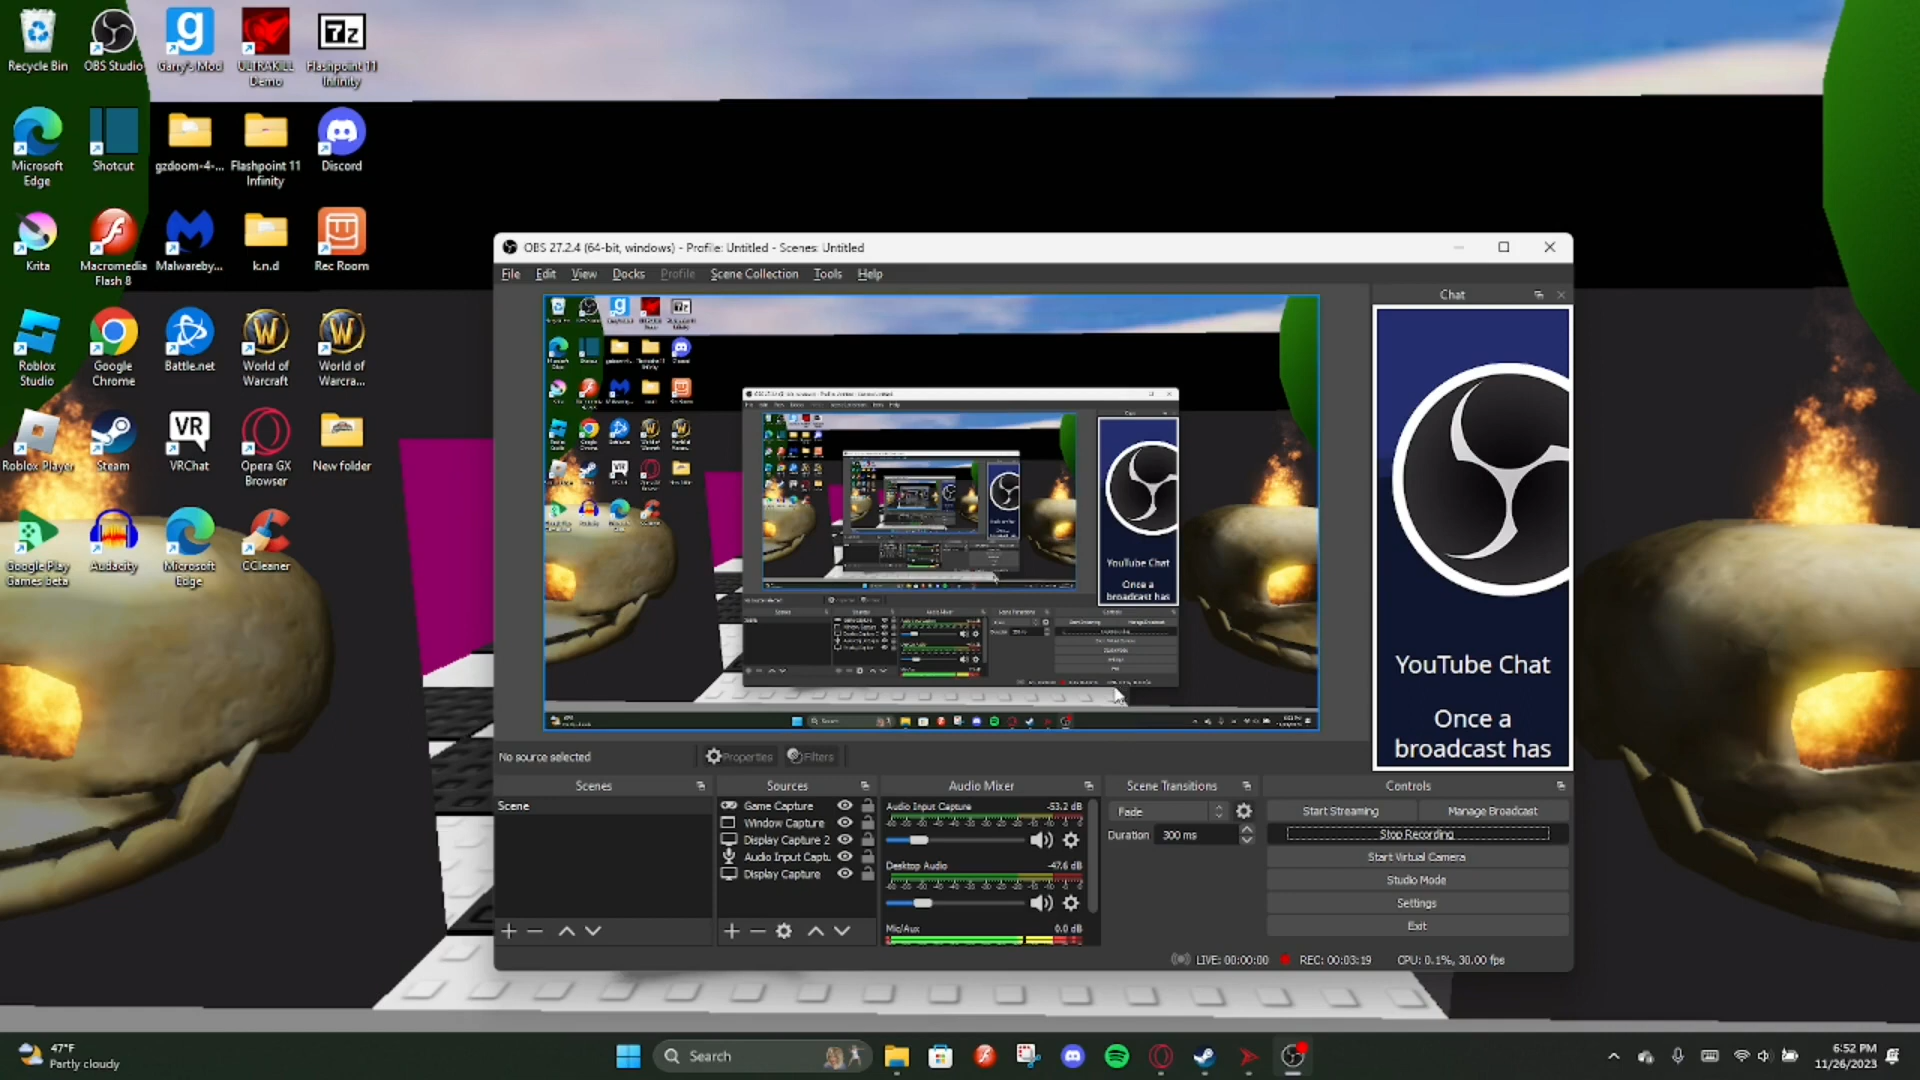 Recycle Bin
OBS Studio
Garry's Mod
ULTRAKILL
Demo
Flashpoint 11
Infinity
Microsoft
Edge
Shotcut
gzdoom-4-...
Flashpoint 11
Infinity
Discord
Krita
Macromedia
Flash 8
Malwareby...
k.n.d
Rec Room
Roblox
Studio
Google
Chrome
Battle.net
World of
Warcraft
World of
Warcra...
Roblox Player
Steam
VR
VRChat
Opera GX
Browser
New folder
Google Play
Games beta
Audacity
Microsoft
Edge
CCleaner
7z
OBS 27.2.4 (64-bit, windows) - Profile: Untitled - Scenes: Untitled
File Edit View Docks Profile Scene Collection Tools Help
Chat
YouTube Chat
Once a
broadcast has
YouTube Chat
Once a
broadcast has
No source selected
Properties
Filters
Scenes
Scene
Sources
Game Capture
Window Capture
Display Capture 2
Audio Input Captu
Display Capture
Audio Mixer
Audio Input Capture -53.2 dB
Desktop Audio -47.6 dB
Mic/Aux 0.0 dB
Scene Transitions
Fade
Duration 300 ms
Controls
Start Streaming
Manage Broadcast
Stop Recording
Start Virtual Camera
Studio Mode
Settings
Exit
LIVE: 00:00:00
REC: 00:03:19
CPU: 0.1%, 30.00 fps
47°F
Partly cloudy
Search
6:52 PM
11/26/2023